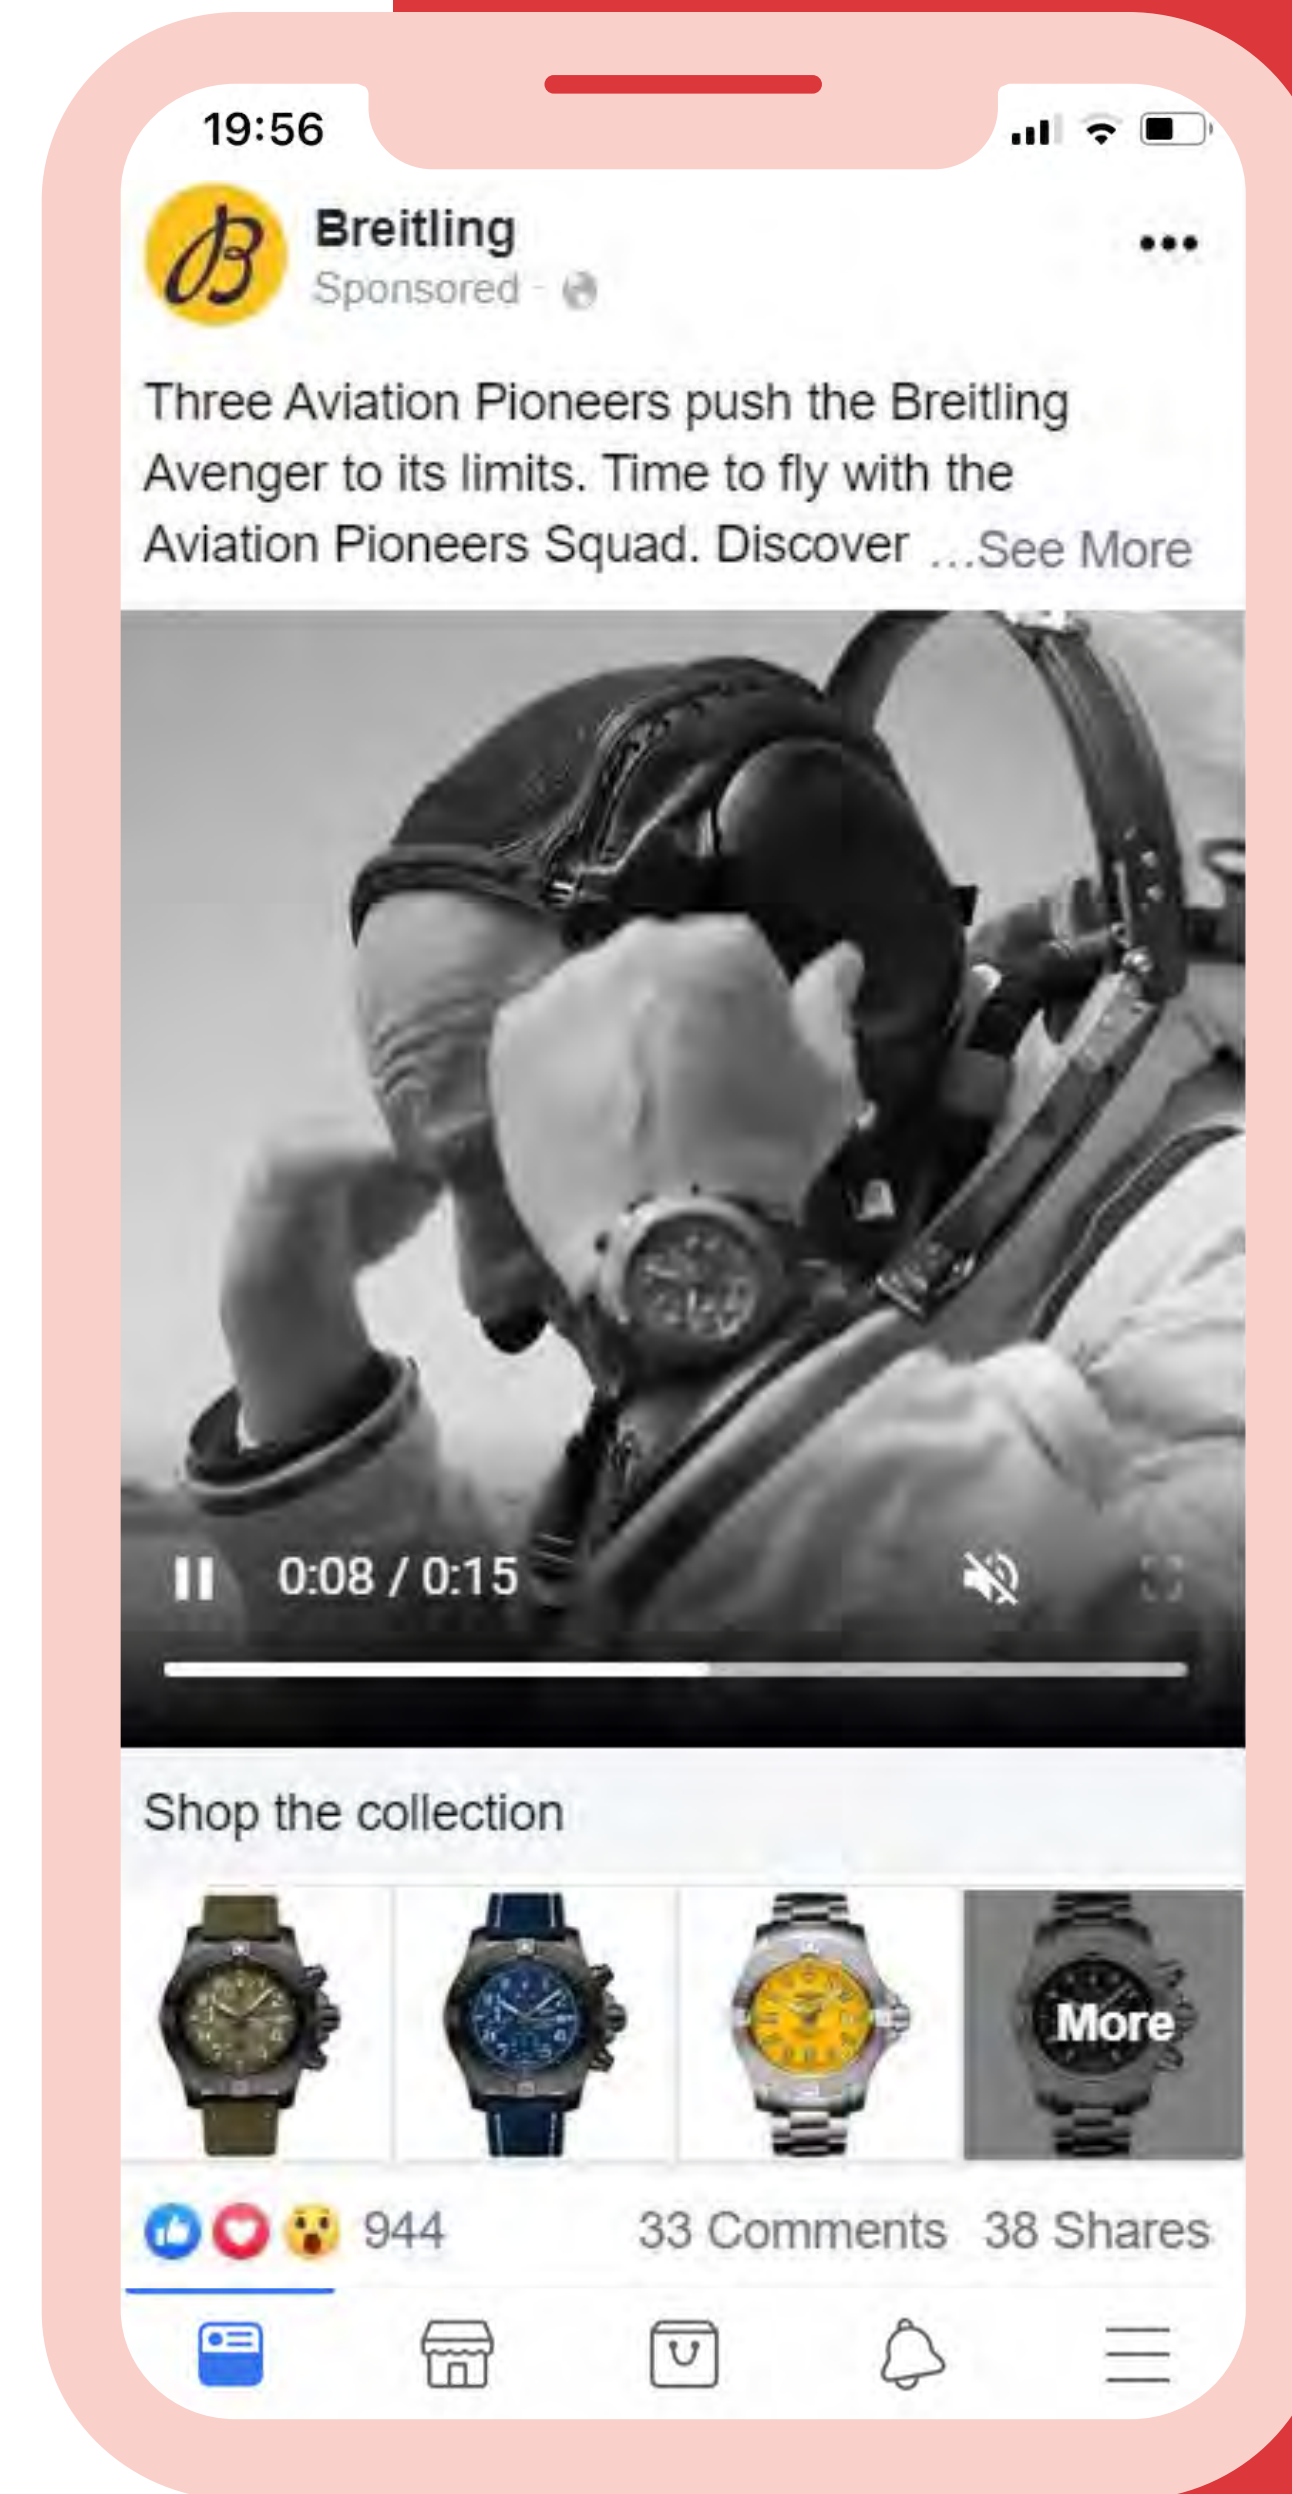 19:56
B
Breitling
Sponsored ·
Three Aviation Pioneers push the Breitling
Avenger to its limits. Time to fly with the
Aviation Pioneers Squad. Discover ...See More
0:08 / 0:15
Shop the collection
More
944 33 Comments 38 Shares